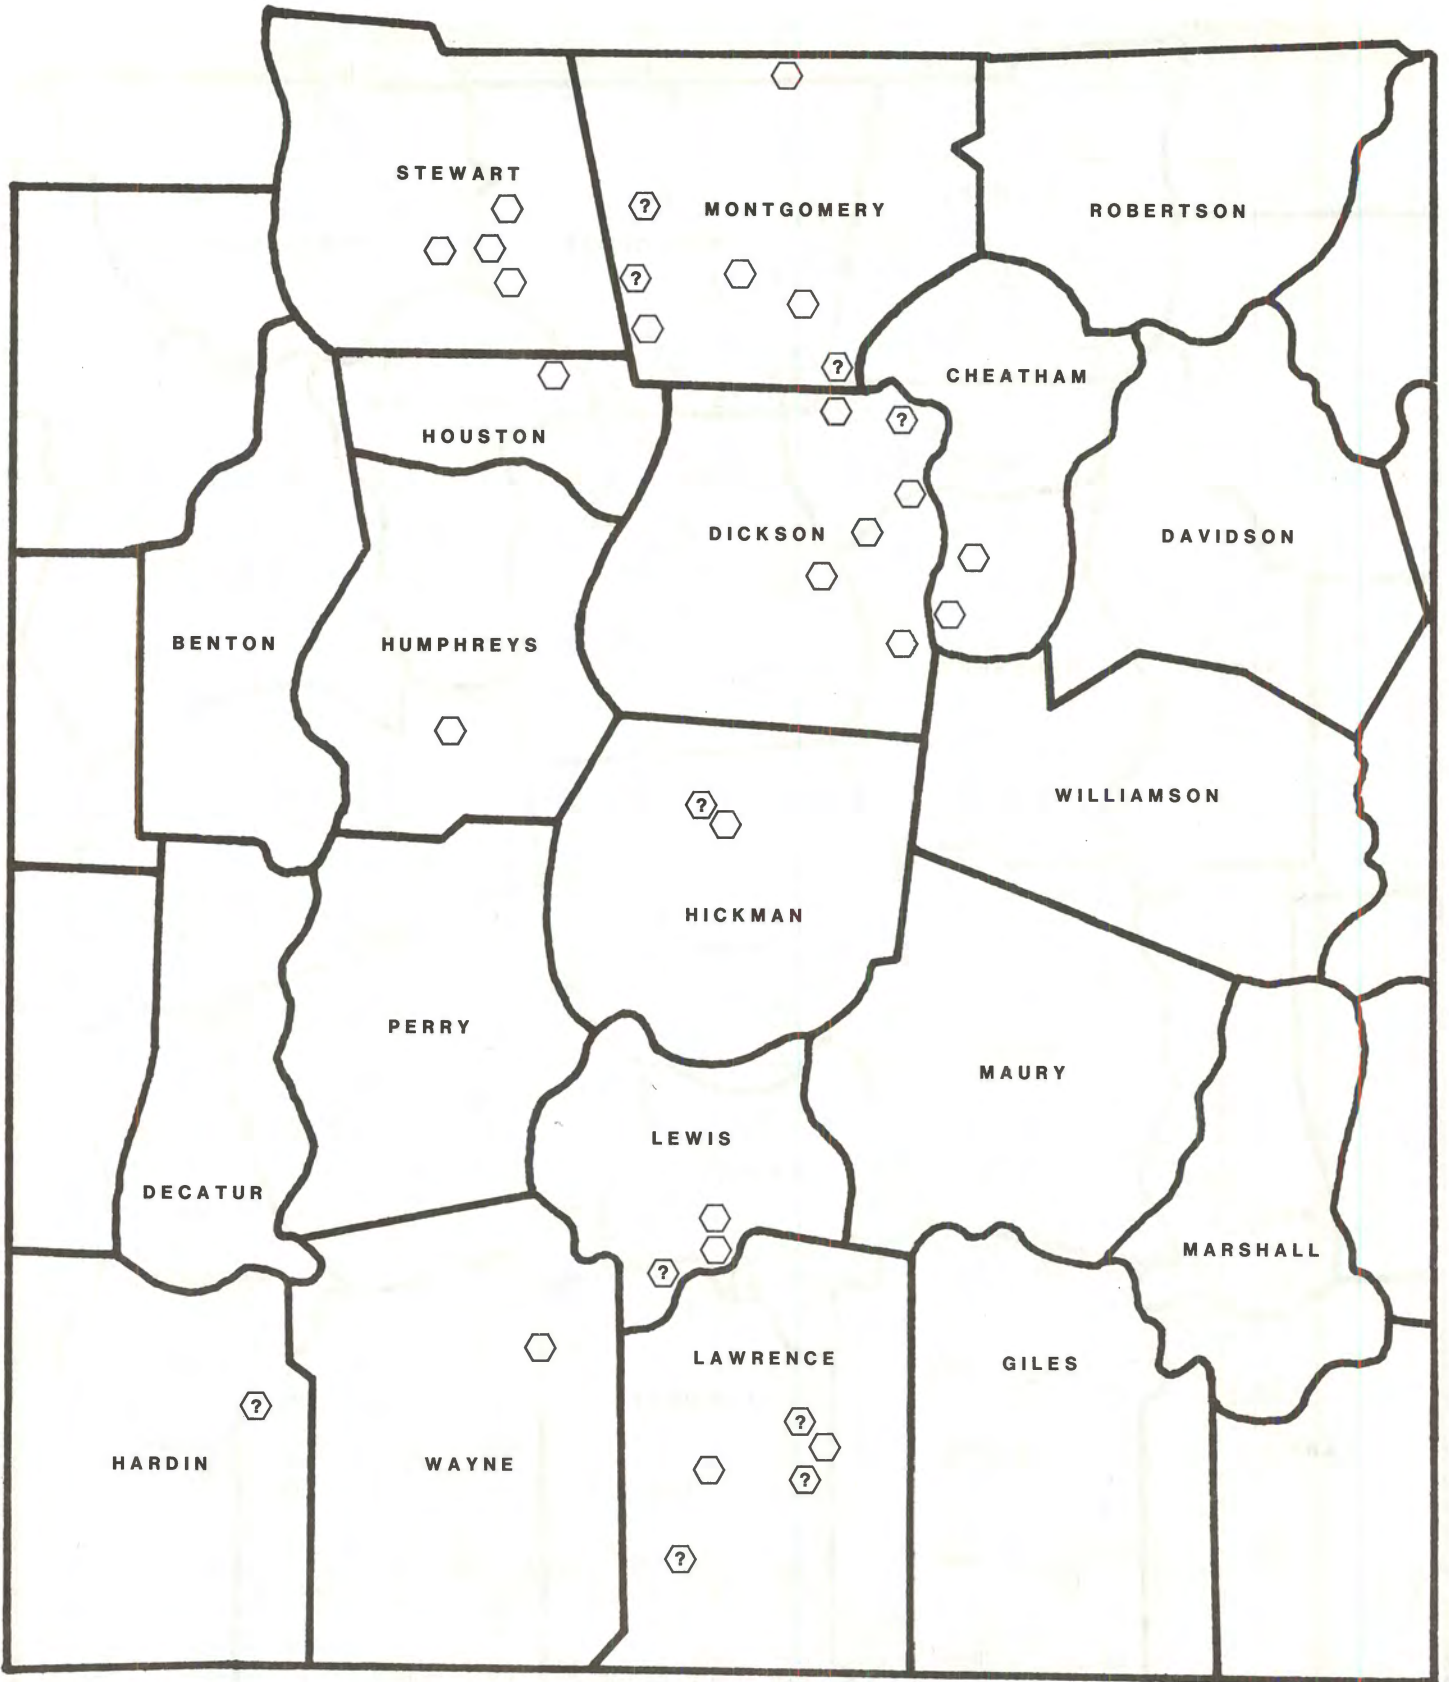 STEWART
?
MONTGOMERY
ROBERTSON
?
?
CHEATHAM
?
HOUSTON
DICKSON
DAVIDSON
BENTON
HUMPHREYS
?
WILLIAMSON
HICKMAN
PERRY
MAURY
LEWIS
DECATUR
MARSHALL
?
LAWRENCE
GILES
?
?
HARDIN
WAYNE
?
?